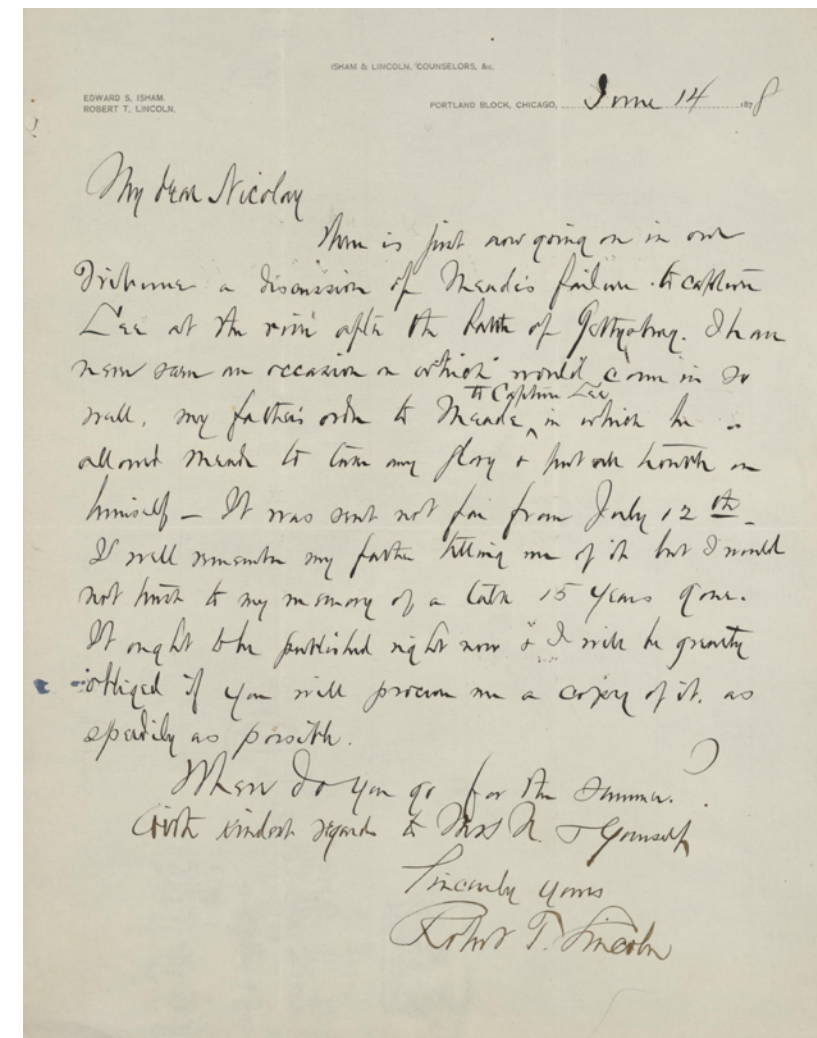 ISHAM & LINCOLN, COUNSELORS, &c.
EDWARD S. ISHAM.
ROBERT T. LINCOLN.
PORTLAND BLOCK, CHICAGO, June 14 1878
My dear Nicolay
There is just now going on in our
Tribune a discussion of Meade's failure to capture
Lee at the river after the battle of Gettysburg. I have
never seen an occasion on which would come in so
well, my father's order to Meade ^ to Capture Lee in which he
allowed Meade to take any glory & put all trouble on
himself – It was sent not far from July 12th.
I well remember my father telling me of it but I would
not trust to my memory of a talk 15 years gone.
It ought to be published right now & I will be greatly
obliged if you will procure me a copy of it, as
speedily as possible.
Where do you go for the summer?
With kindest regards to Mrs N. & yourself
Sincerely yours
Robert T. Lincoln